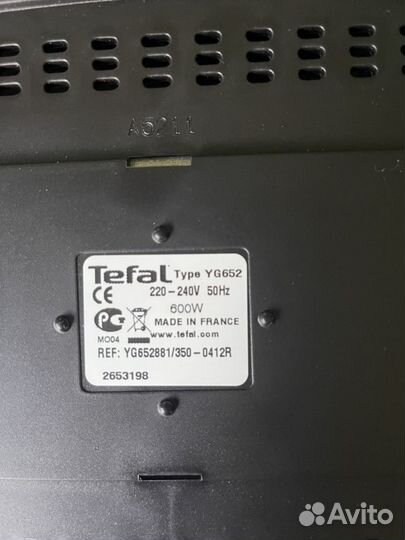 A5211
Tefal Type YG652
CE 220-240V 50Hz
600W
MADE IN FRANCE
www.tefal.com
MO04
REF: YG652881/350-0412R
2653198
Avito